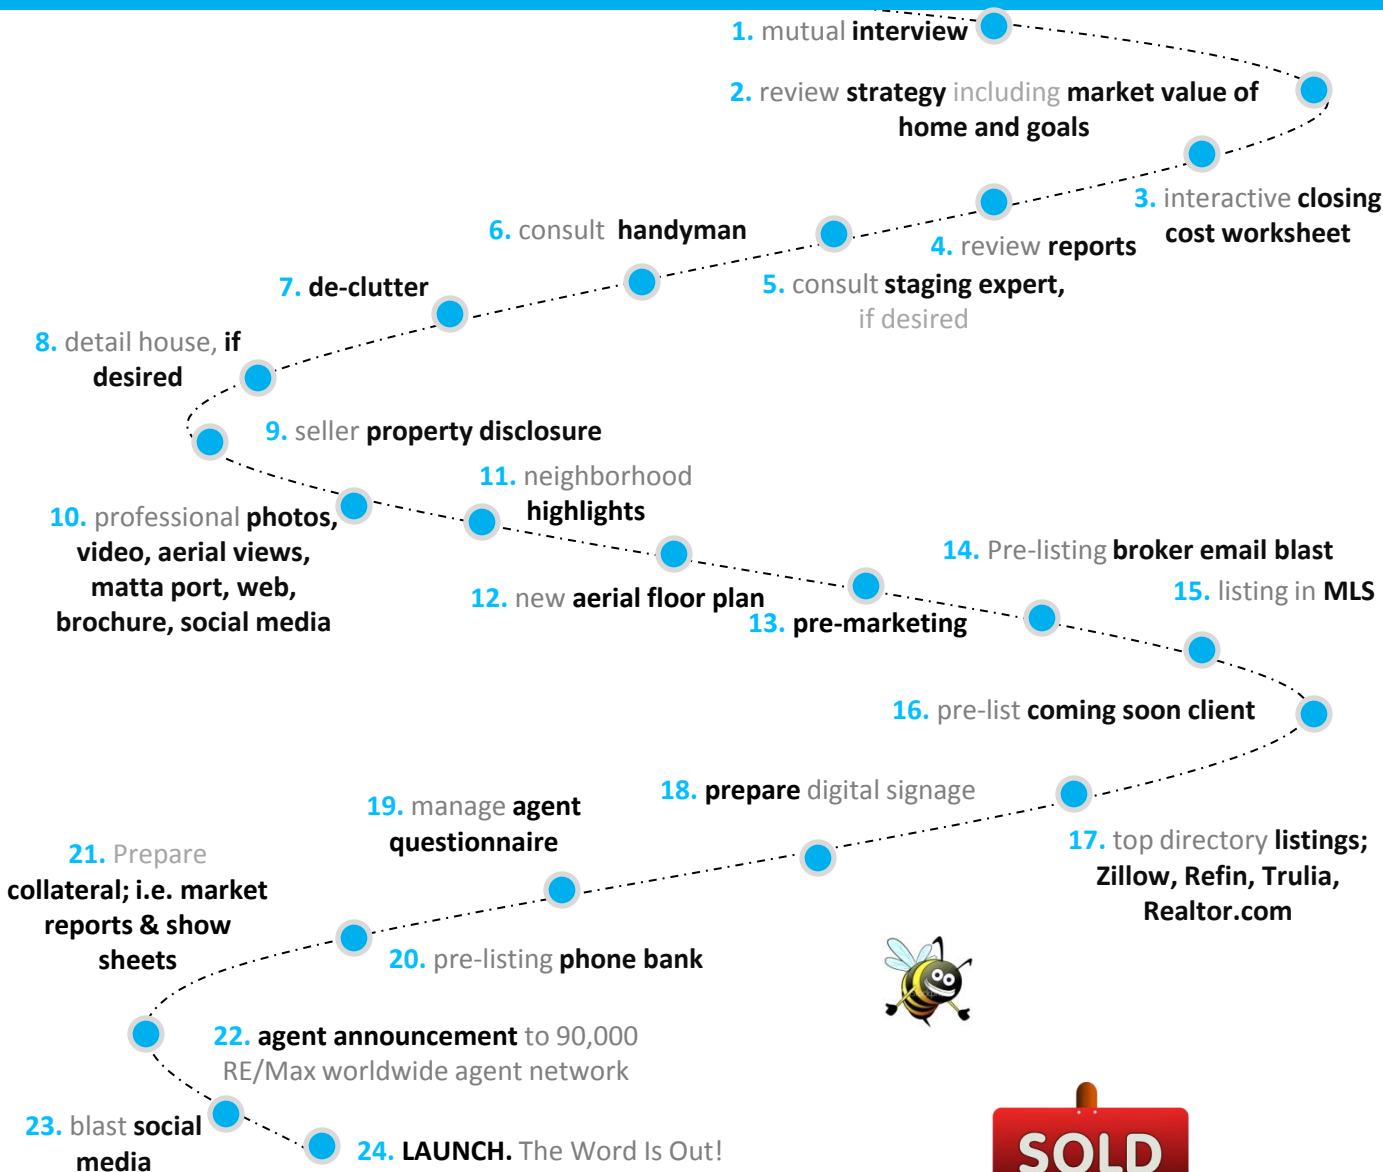 1. mutual interview
2. review strategy including market value of
home and goals
3. interactive closing
cost worksheet
4. review reports
5. consult staging expert,
if desired
6. consult handyman
7. de-clutter
8. detail house, if
desired
9. seller property disclosure
10. professional photos,
video, aerial views,
matta port, web,
brochure, social media
11. neighborhood
highlights
12. new aerial floor plan
13. pre-marketing
14. Pre-listing broker email blast
15. listing in MLS
16. pre-list coming soon client
17. top directory listings;
Zillow, Refin, Trulia,
Realtor.com
18. prepare digital signage
19. manage agent
questionnaire
20. pre-listing phone bank
21. Prepare
collateral; i.e. market
reports & show
sheets
22. agent announcement to 90,000
RE/Max worldwide agent network
23. blast social
media
24. LAUNCH. The Word Is Out!
SOLD